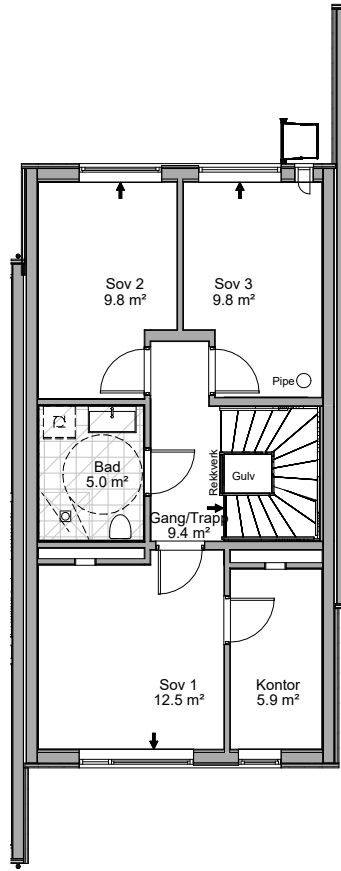 Sov 2
9.8 m²
Sov 3
9.8 m²
Pipe
Rekkverk
Gulv
Bad
5.0 m²
Gang/Trapp
9.4 m²
Sov 1
12.5 m²
Kontor
5.9 m²